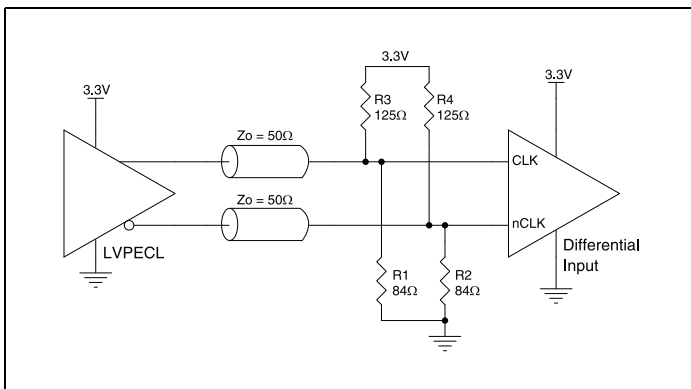 3.3V
3.3V
3.3V
R3
125Ω
R4
125Ω
Zo = 50Ω
CLK
Zo = 50Ω
nCLK
LVPECL
Differential
Input
R1
84Ω
R2
84Ω